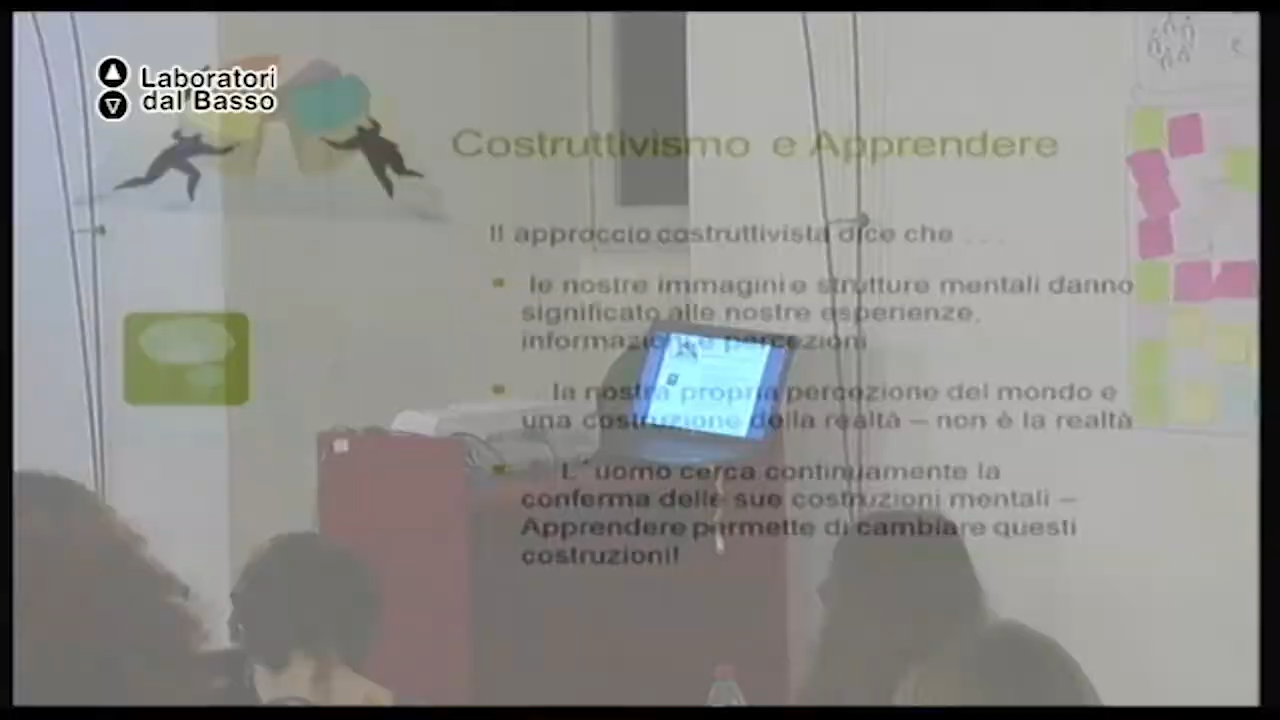 Laboratori
dal Basso
Costruttivismo e Apprendere
Il approccio costruttivista dice che ...
le nostre immagini e strutture mentali danno
significato alle nostre esperienze,
informazioni e percezioni
la nostra propria percezione del mondo e
una costruzione della realtà – non è la realtà
L´uomo cerca continuamente la
conferma delle sue costruzioni mentali –
Apprendere permette di cambiare questi
costruzioni!